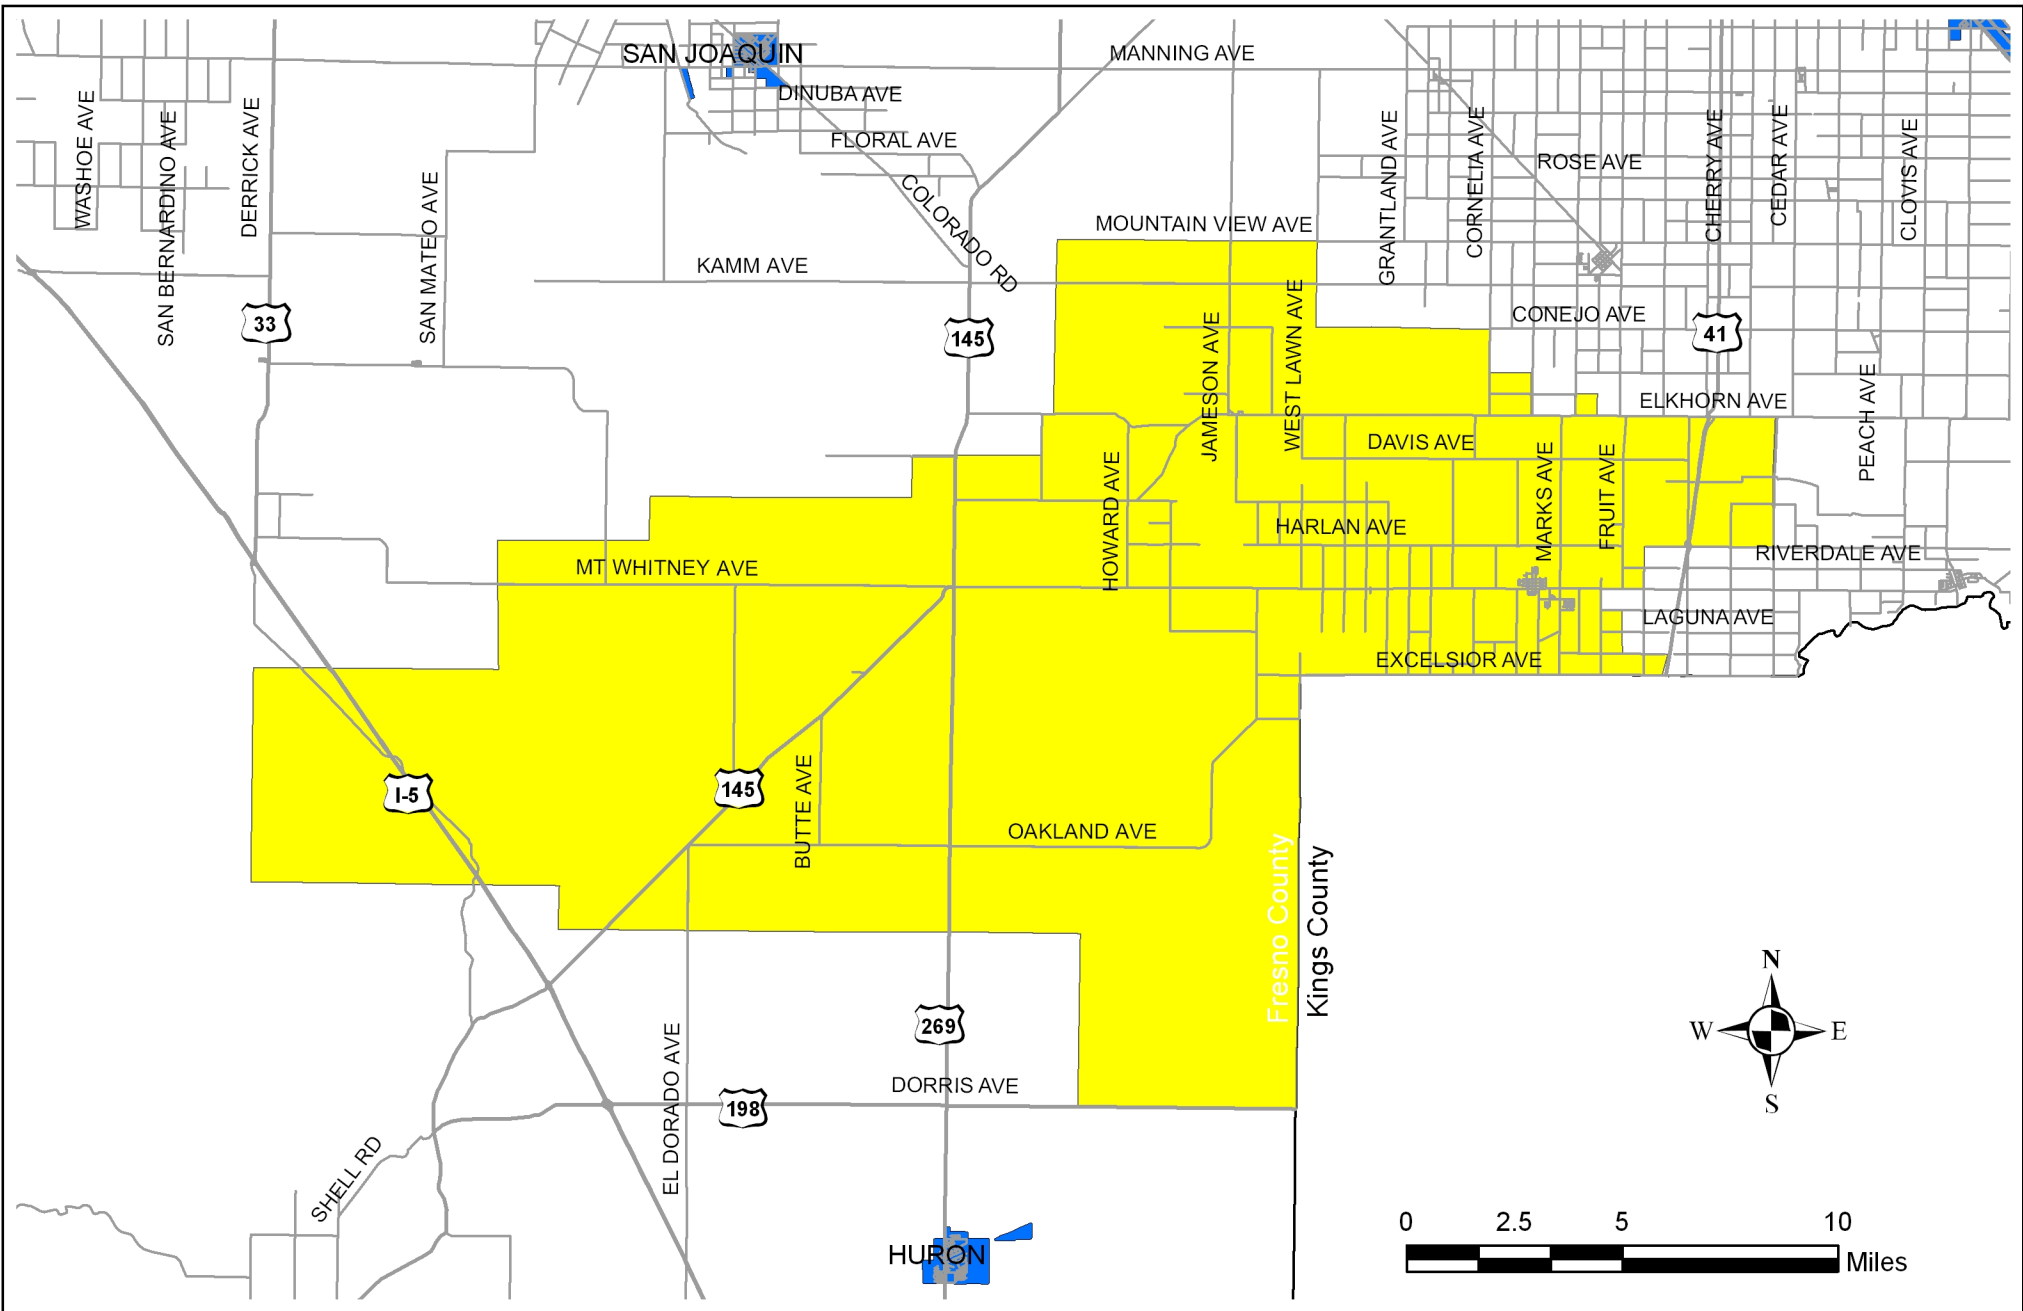 SAN JOAQUIN
MANNING AVE
DINUBA AVE
FLORAL AVE
WASHOE AVE
SAN BERNARDINO AVE
DERRICK AVE
SAN MATEO AVE
COLORADO RD
GRANTLAND AVE
CORNELIA AVE
ROSE AVE
CHERRY AVE
CEDAR AVE
CLOVIS AVE
MOUNTAIN VIEW AVE
KAMM AVE
33
145
CONEJO AVE
41
JAMESON AVE
WEST LAWN AVE
ELKHORN AVE
PEACH AVE
DAVIS AVE
HOWARD AVE
MARKS AVE
FRUIT AVE
HARLAN AVE
RIVERDALE AVE
MT WHITNEY AVE
LAGUNA AVE
EXCELSIOR AVE
I-5
145
BUTTE AVE
OAKLAND AVE
Fresno County
Kings County
269
EL DORADO AVE
DORRIS AVE
198
SHELL RD
HURON
N
W
E
S
0 2.5 5 10
Miles